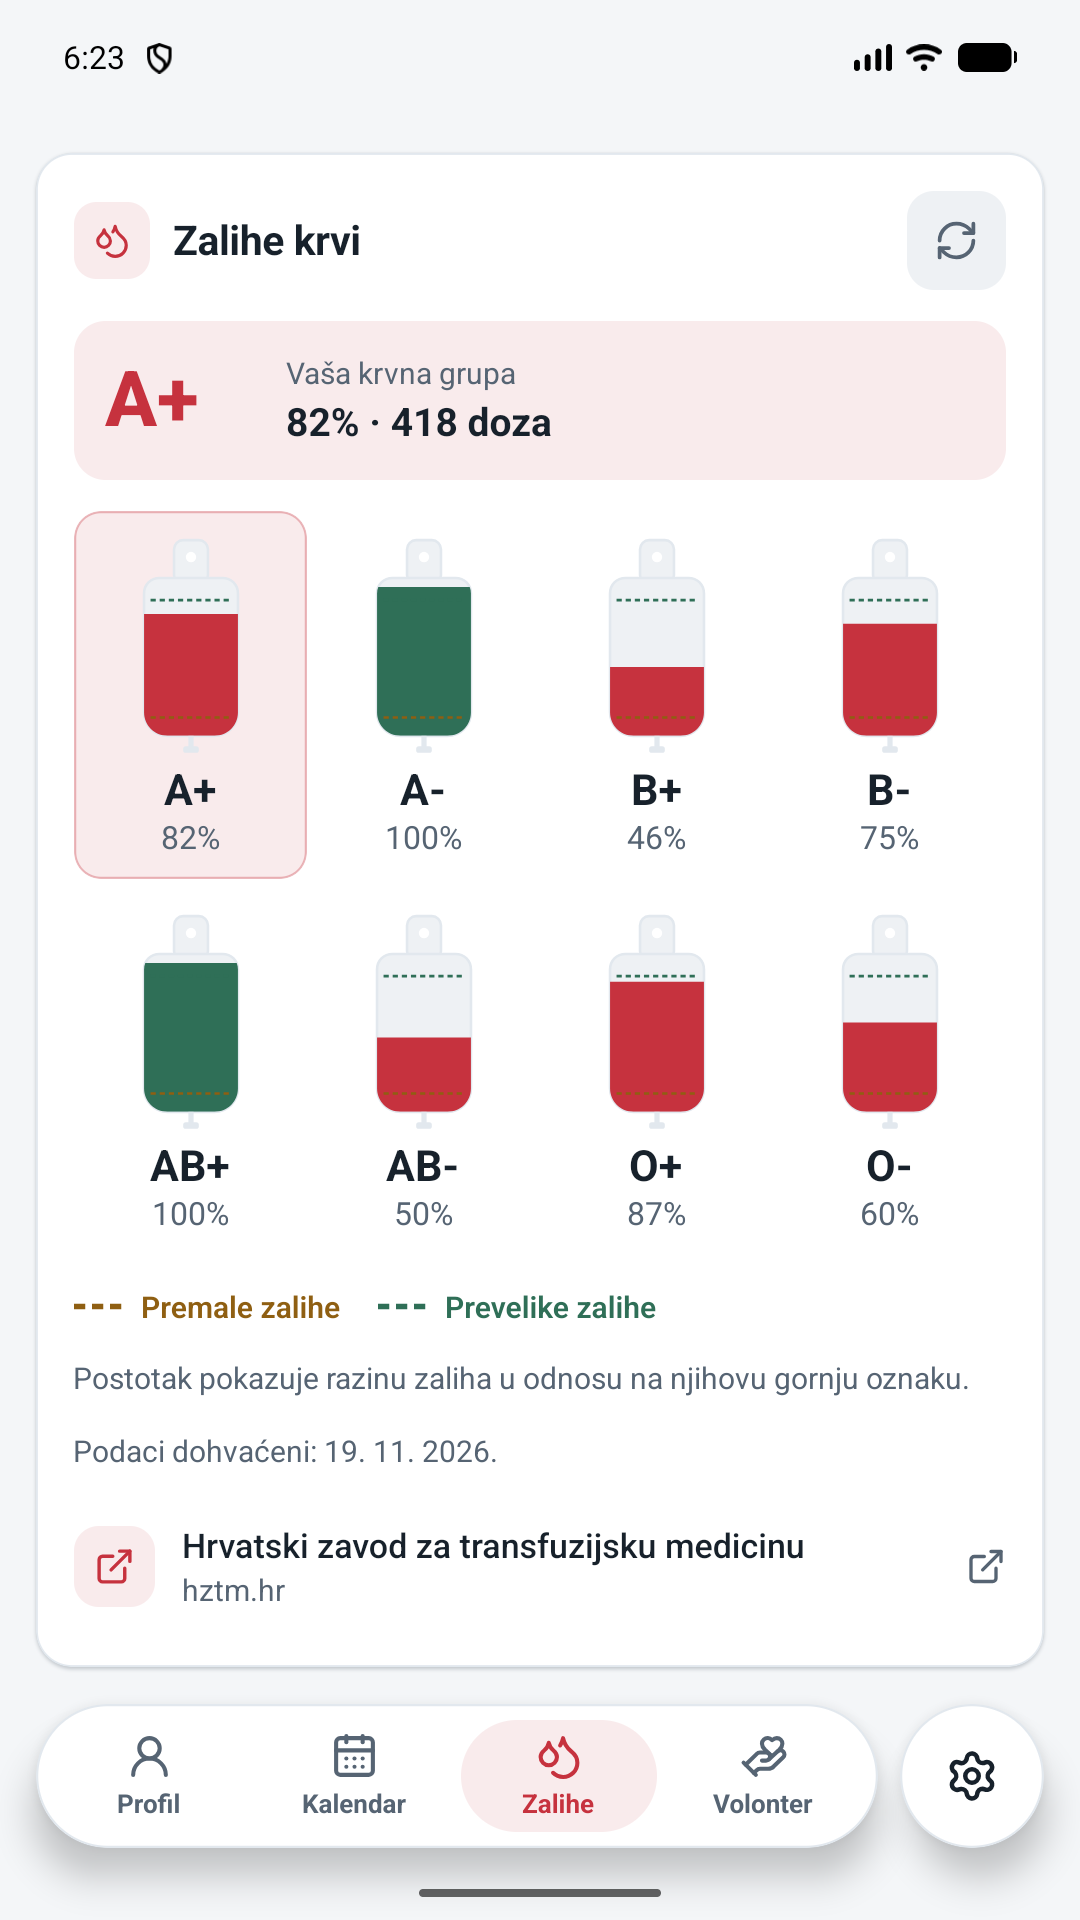 6:23
Zalihe krvi
A+
Vaša krvna grupa
82% · 418 doza
A+
82%
A-
100%
B+
46%
B-
75%
AB+
100%
AB-
50%
O+
87%
O-
60%
Premale zalihe
Prevelike zalihe
Postotak pokazuje razinu zaliha u odnosu na njihovu gornju oznaku.
Podaci dohvaćeni: 19. 11. 2026.
Hrvatski zavod za transfuzijsku medicinu
hztm.hr
Profil
Kalendar
Zalihe
Volonter